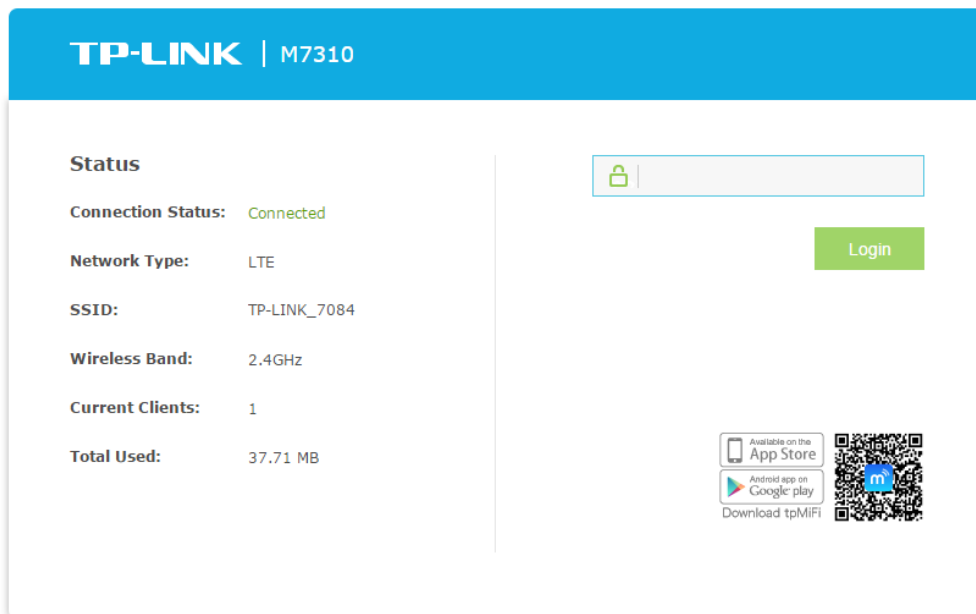 TP-LINK | M7310
Status
Connection Status: Connected
Network Type: LTE
SSID: TP-LINK_7084
Wireless Band: 2.4GHz
Current Clients: 1
Total Used: 37.71 MB
Login
Available on the
App Store
Android app on
Google play
Download tpMiFi
m